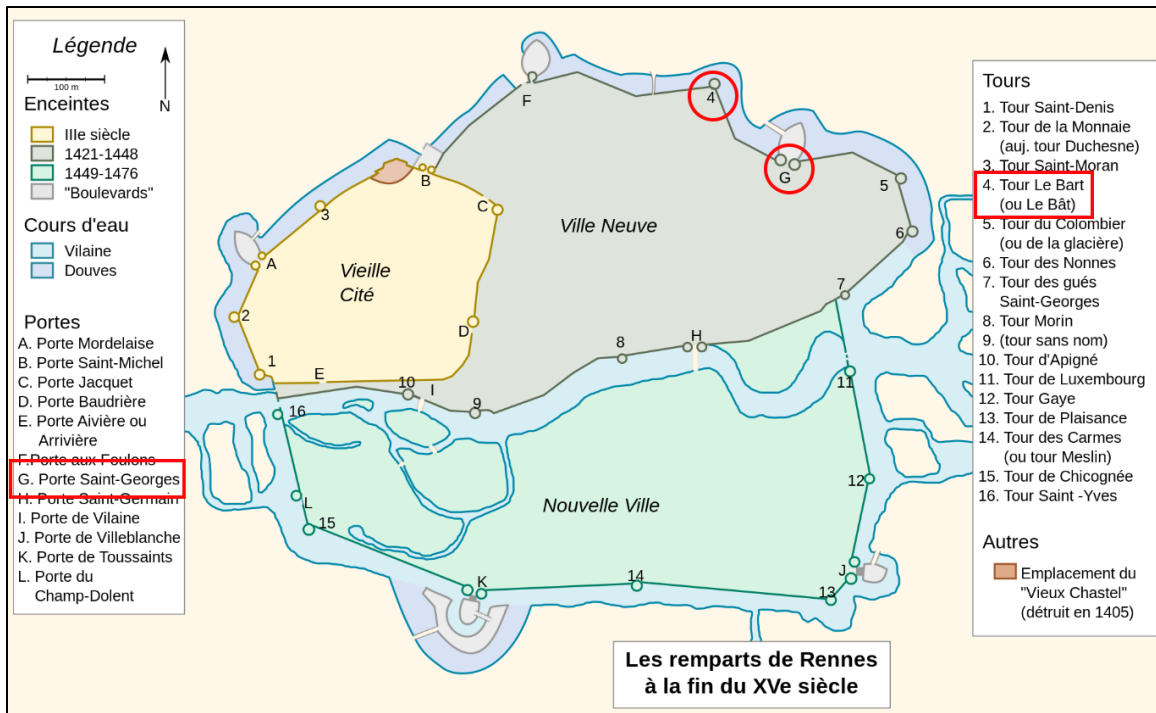 Légende
100 m
N
Enceintes
IIIe siècle
1421-1448
1449-1476
"Boulevards"
Cours d'eau
Vilaine
Douves
Portes
A. Porte Mordelaise
B. Porte Saint-Michel
C. Porte Jacquet
D. Porte Baudrière
E. Porte Aivière ou
Arrivière
F.Porte aux Foulons
G. Porte Saint-Georges
H. Porte Saint-Germain
I. Porte de Vilaine
J. Porte de Villeblanche
K. Porte de Toussaints
L. Porte du
Champ-Dolent
F
4
B
G
5
3
C
Ville Neuve
6
A
Vieille
Cité
7
2
D
8
H
1
E
10
I
11
16
9
12
L
Nouvelle Ville
15
K
14
J
13
Les remparts de Rennes
à la fin du XVe siècle
Tours
1. Tour Saint-Denis
2. Tour de la Monnaie
(auj. tour Duchesne)
3. Tour Saint-Moran
4. Tour Le Bart
(ou Le Bât)
5. Tour du Colombier
(ou de la glacière)
6. Tour des Nonnes
7. Tour des gués
Saint-Georges
8. Tour Morin
9. (tour sans nom)
10. Tour d'Apigné
11. Tour de Luxembourg
12. Tour Gaye
13. Tour de Plaisance
14. Tour des Carmes
(ou tour Meslin)
15. Tour de Chicognée
16. Tour Saint -Yves
Autres
Emplacement du
"Vieux Chastel"
(détruit en 1405)